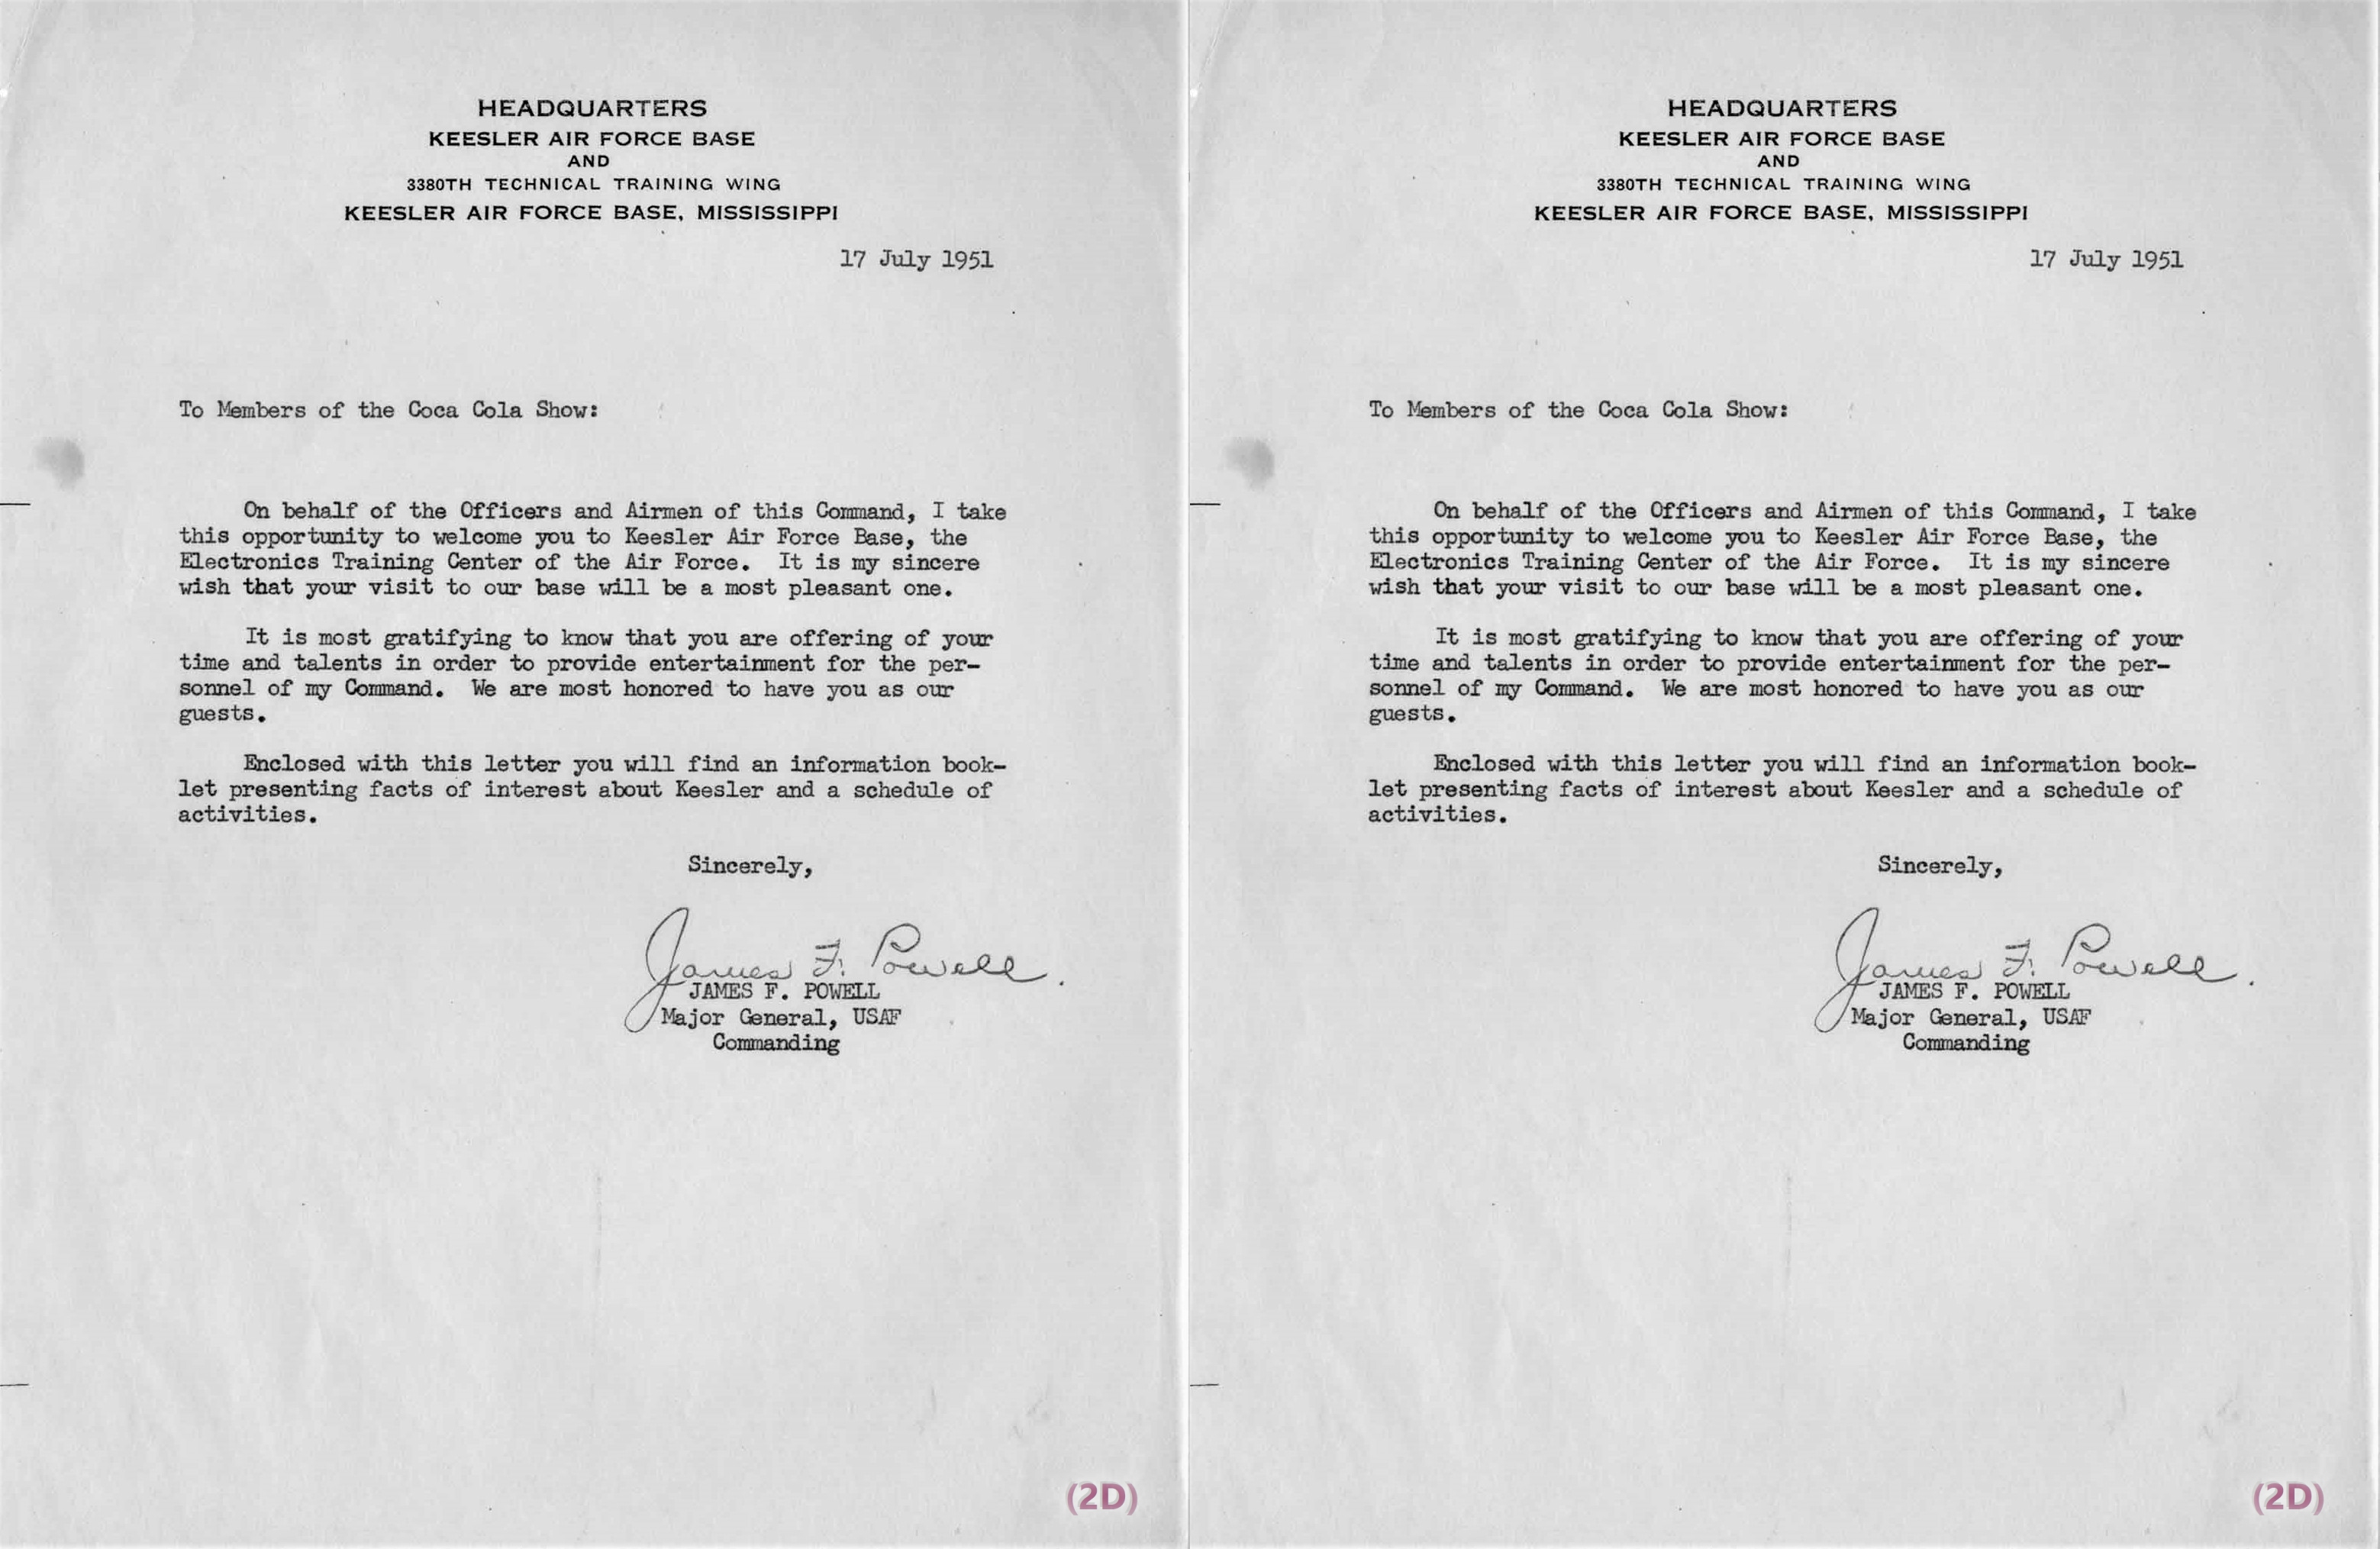 HEADQUARTERS
KEESLER AIR FORCE BASE
AND
3380TH TECHNICAL TRAINING WING
KEESLER AIR FORCE BASE, MISSISSIPPI
17 July 1951
To Members of the Coca Cola Show:
On behalf of the Officers and Airmen of this Command, I take
this opportunity to welcome you to Keesler Air Force Base, the
Electronics Training Center of the Air Force. It is my sincere
wish that your visit to our base will be a most pleasant one.
It is most gratifying to know that you are offering of your
time and talents in order to provide entertainment for the per-
sonnel of my Command. We are most honored to have you as our
guests.
Enclosed with this letter you will find an information book-
let presenting facts of interest about Keesler and a schedule of
activities.
Sincerely,
James F. Powell.
JAMES F. POWELL
Major General, USAF
Commanding
(2D)
HEADQUARTERS
KEESLER AIR FORCE BASE
AND
3380TH TECHNICAL TRAINING WING
KEESLER AIR FORCE BASE, MISSISSIPPI
17 July 1951
To Members of the Coca Cola Show:
On behalf of the Officers and Airmen of this Command, I take
this opportunity to welcome you to Keesler Air Force Base, the
Electronics Training Center of the Air Force. It is my sincere
wish that your visit to our base will be a most pleasant one.
It is most gratifying to know that you are offering of your
time and talents in order to provide entertainment for the per-
sonnel of my Command. We are most honored to have you as our
guests.
Enclosed with this letter you will find an information book-
let presenting facts of interest about Keesler and a schedule of
activities.
Sincerely,
James F. Powell.
JAMES F. POWELL
Major General, USAF
Commanding
(2D)